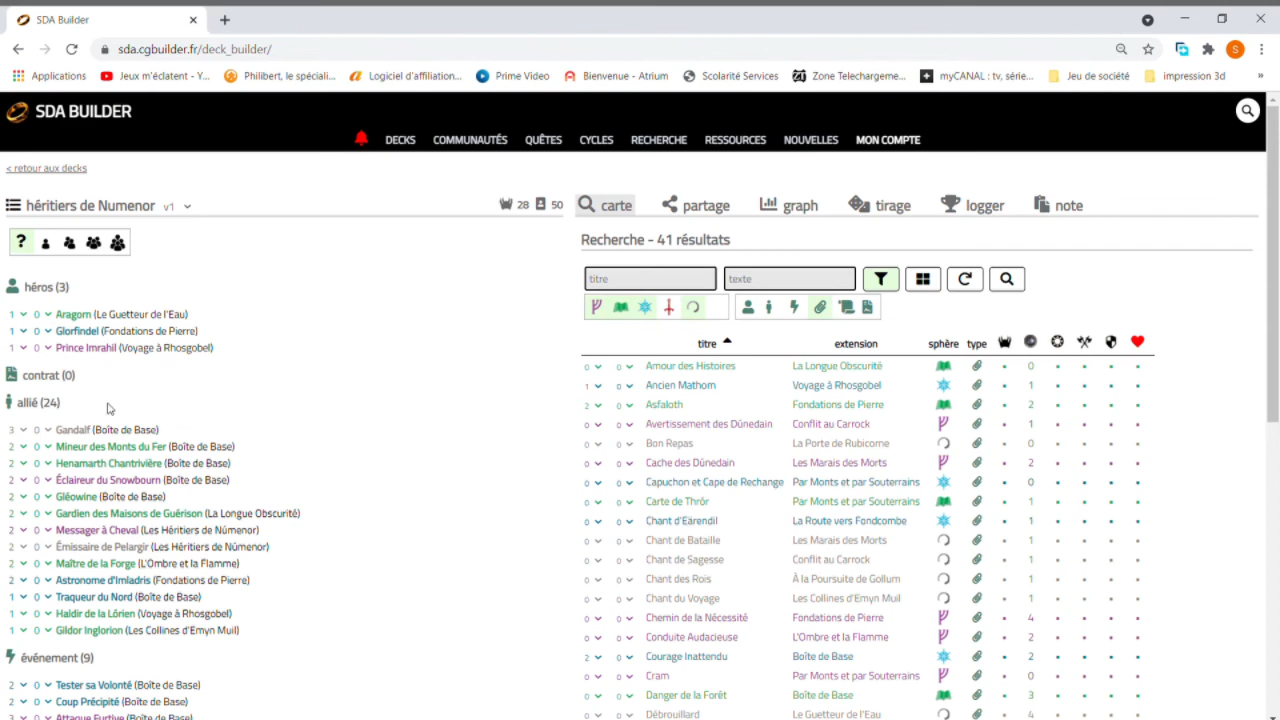 SDA Builder
sda.cgbuilder.fr/deck_builder/
S
Applications Jeux m'éclatent - Y... Philibert, le spéciali... Logiciel d'affiliation... Prime Video Bienvenue - Atrium Scolarité Services Zone Telechargeme... myCANAL : tv, série... Jeu de société impression 3d »
SDA BUILDER
DECKS COMMUNAUTÉS QUÊTES CYCLES RECHERCHE RESSOURCES NOUVELLES MON COMPTE
< retour aux decks
héritiers de Numenor v1 28 50
?
héros (3)
1 0 Aragorn (Le Guetteur de l'Eau)
1 0 Glorfindel (Fondations de Pierre)
1 0 Prince Imrahil (Voyage à Rhosgobel)
contrat (0)
allié (24)
3 0 Gandalf (Boîte de Base)
2 0 Mineur des Monts du Fer (Boîte de Base)
2 0 Henamarth Chantrivière (Boîte de Base)
2 0 Éclaireur du Snowbourn (Boîte de Base)
2 0 Gléowine (Boîte de Base)
2 0 Gardien des Maisons de Guérison (La Longue Obscurité)
2 0 Messager à Cheval (Les Héritiers de Númenor)
2 0 Émissaire de Pelargir (Les Héritiers de Númenor)
2 0 Maître de la Forge (L'Ombre et la Flamme)
2 0 Astronome d'Imladris (Fondations de Pierre)
1 0 Traqueur du Nord (Boîte de Base)
1 0 Haldir de la Lórien (Voyage à Rhosgobel)
1 0 Gildor Inglorion (Les Collines d'Emyn Muil)
événement (9)
2 0 Tester sa Volonté (Boîte de Base)
2 0 Coup Précipité (Boîte de Base)
2 0 Attaque Furtive (Boîte de Base)
carte partage graph tirage logger note
Recherche - 41 résultats
titre texte
titre extension sphère type
0 0 Amour des Histoires La Longue Obscurité 0
1 0 Ancien Mathom Voyage à Rhosgobel 1
2 0 Asfaloth Fondations de Pierre 2
0 0 Avertissement des Dúnedain Conflit au Carrock 1
0 0 Bon Repas La Porte de Rubicorne 0
0 0 Cache des Dúnedain Les Marais des Morts 2
0 0 Capuchon et Cape de Rechange Par Monts et par Souterrains 0
0 0 Carte de Thrór Par Monts et par Souterrains 1
0 0 Chant d'Eärendil La Route vers Fondcombe 1
0 0 Chant de Bataille Les Marais des Morts 1
0 0 Chant de Sagesse Conflit au Carrock 1
0 0 Chant des Rois À la Poursuite de Gollum 1
0 0 Chant du Voyage Les Collines d'Emyn Muil 1
0 0 Chemin de la Nécessité Fondations de Pierre 4
0 0 Conduite Audacieuse L'Ombre et la Flamme 2
2 0 Courage Inattendu Boîte de Base 2
0 0 Cram Par Monts et par Souterrains 0
0 0 Danger de la Forêt Boîte de Base 3
0 0 Débrouillard Le Guetteur de l'Eau 4